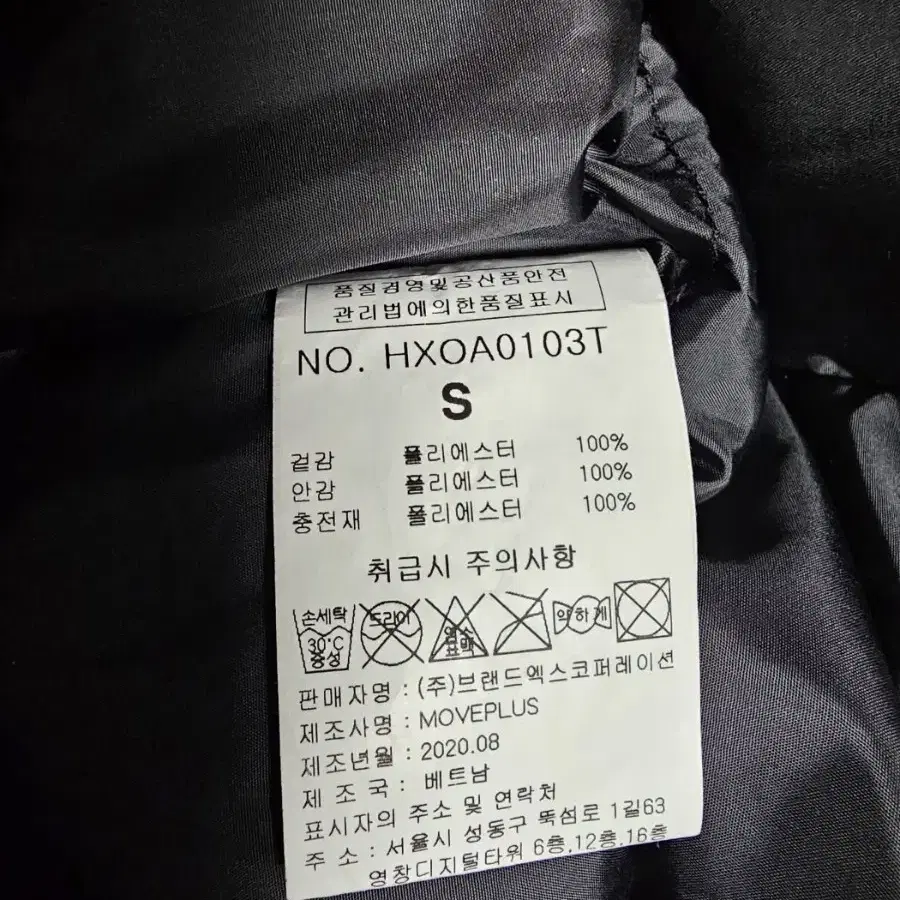 품질경영및공산품안전
관리법에의한품질표시
NO. HXOA0103T
S
겉감 폴리에스터 100%
안감 폴리에스터 100%
충전재 폴리에스터 100%
취급시 주의사항
손세탁 30°C 중성 드라이 염소 표백 약하게
판매자명 : (주)브랜드엑스코퍼레이션
제조사명 : MOVEPLUS
제조년월 : 2020.08
제 조 국 : 베트남
표시자의 주소 및 연락처
주 소 : 서울시 성동구 뚝섬로 1길63
영창디지털타워 6층,12층,16층